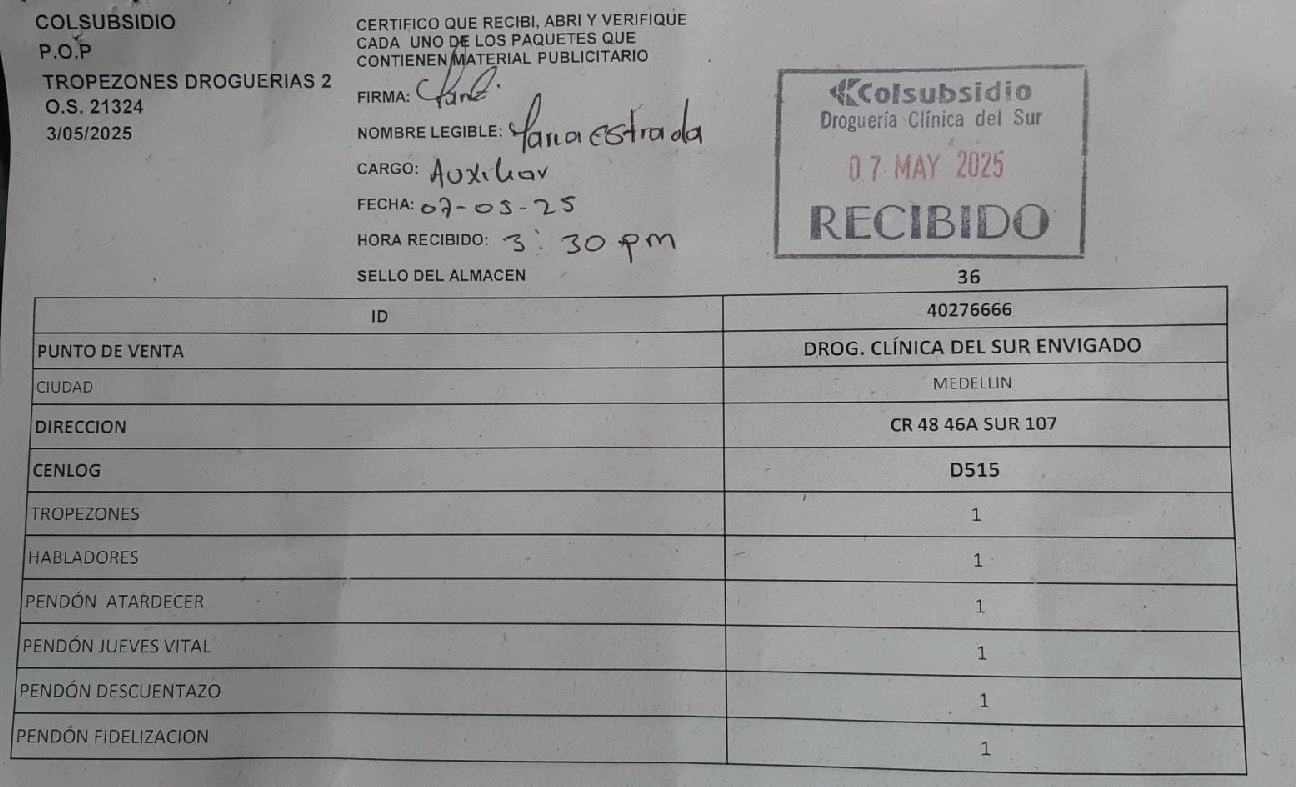 COLSUBSIDIO
P.O.P
TROPEZONES DROGUERIAS 2
O.S. 21324
3/05/2025
CERTIFICO QUE RECIBI, ABRI Y VERIFIQUE
CADA UNO DE LOS PAQUETES QUE
CONTIENEN MATERIAL PUBLICITARIO
FIRMA:
NOMBRE LEGIBLE: estrada
CARGO: Auxiliar
FECHA: 07-05-25
HORA RECIBIDO: 3:30 pm
SELLO DEL ALMACEN
Colsubsidio
Droguería Clínica del Sur
07 MAY 2025
RECIBIDO
36
ID 40276666
PUNTO DE VENTA DROG. CLÍNICA DEL SUR ENVIGADO
CIUDAD MEDELLIN
DIRECCION CR 48 46A SUR 107
CENLOG D515
TROPEZONES 1
HABLADORES 1
PENDÓN ATARDECER 1
PENDÓN JUEVES VITAL 1
PENDÓN DESCUENTAZO 1
PENDÓN FIDELIZACION 1